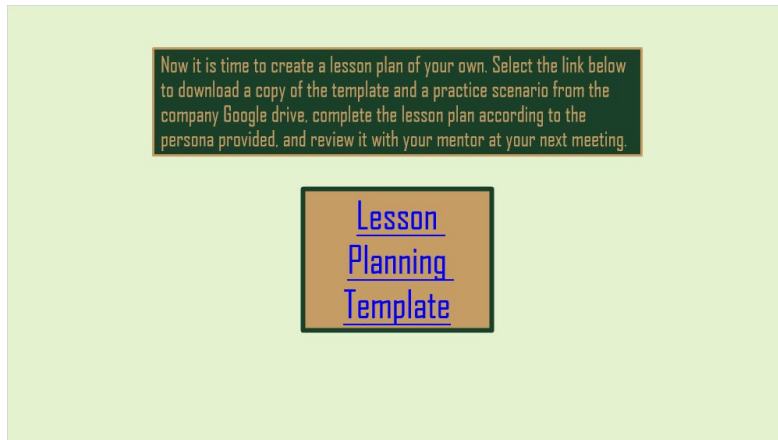 Now it is time to create a lesson plan of your own. Select the link below
to download a copy of the template and a practice scenario from the
company Google drive, complete the lesson plan according to the
persona provided, and review it with your mentor at your next meeting.
Lesson
Planning
Template